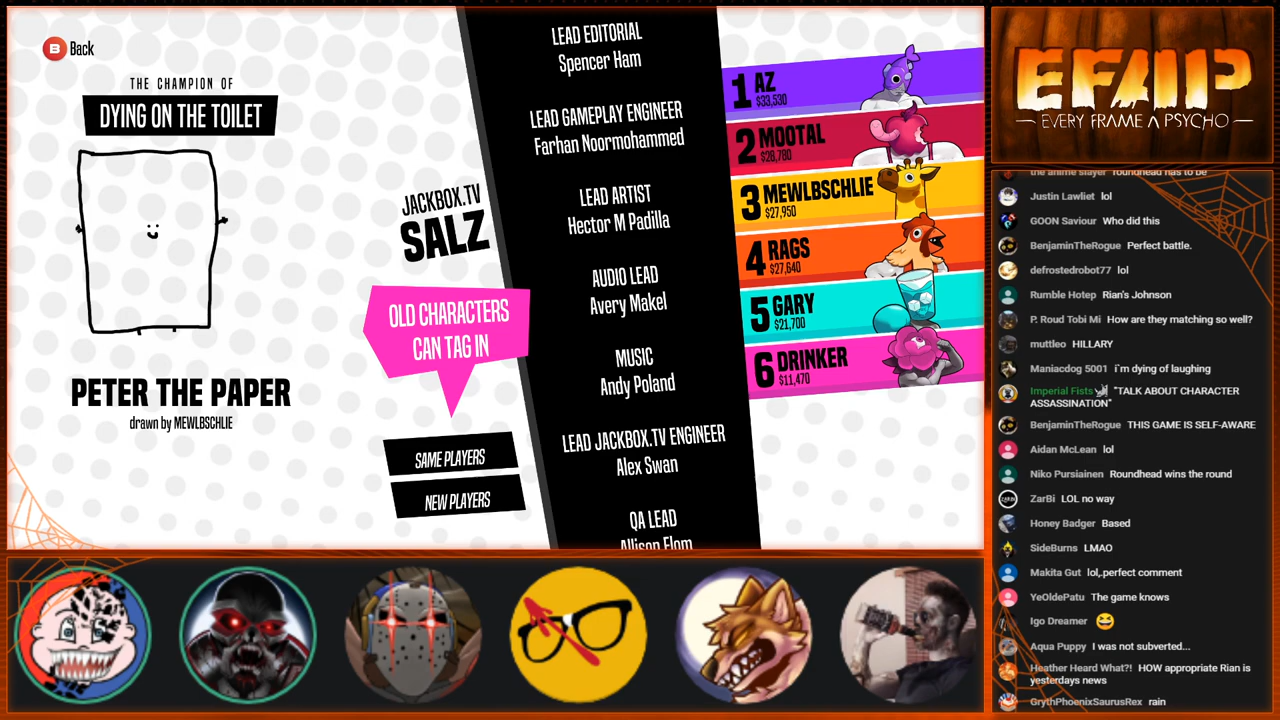 B Back
THE CHAMPION OF
DYING ON THE TOILET
PETER THE PAPER
drawn by MEWLBSCHLIE
JACKBOX.TV
SALZ
OLD CHARACTERS
CAN TAG IN
SAME PLAYERS
NEW PLAYERS
LEAD EDITORIAL
Spencer Ham
LEAD GAMEPLAY ENGINEER
Farhan Noormohammed
LEAD ARTIST
Hector M Padilla
AUDIO LEAD
Avery Makel
MUSIC
Andy Poland
LEAD JACKBOX.TV ENGINEER
Alex Swan
QA LEAD
Allison Flom
1 AZ
$33,530
2 MOOTAL
$28,780
3 MEWLBSCHLIE
$27,950
4 RAGS
$27,640
5 GARY
$21,700
6 DRINKER
$11,470
EFAP
EVERY FRAME A PSYCHO
the anime slayer roundhead has to be
Justin Lawliet lol
GOON Saviour Who did this
BenjaminTheRogue Perfect battle.
defrostedrobot77 lol
Rumble Hotep Rian's Johnson
P. Roud Tobi Mi How are they matching so well?
muttleo HILLARY
Maniacdog 5001 i'm dying of laughing
Imperial Fists "TALK ABOUT CHARACTER
ASSASSINATION"
BenjaminTheRogue THIS GAME IS SELF-AWARE
Aidan McLean lol
Niko Pursiainen Roundhead wins the round
ZarBi LOL no way
Honey Badger Based
SideBurns LMAO
Makita Gut lol,.perfect comment
YeOldePatu The game knows
Igo Dreamer 😆
Aqua Puppy I was not subverted...
Heather Heard What?! HOW appropriate Rian is
yesterdays news
GrythPhoenixSaurusRex rain